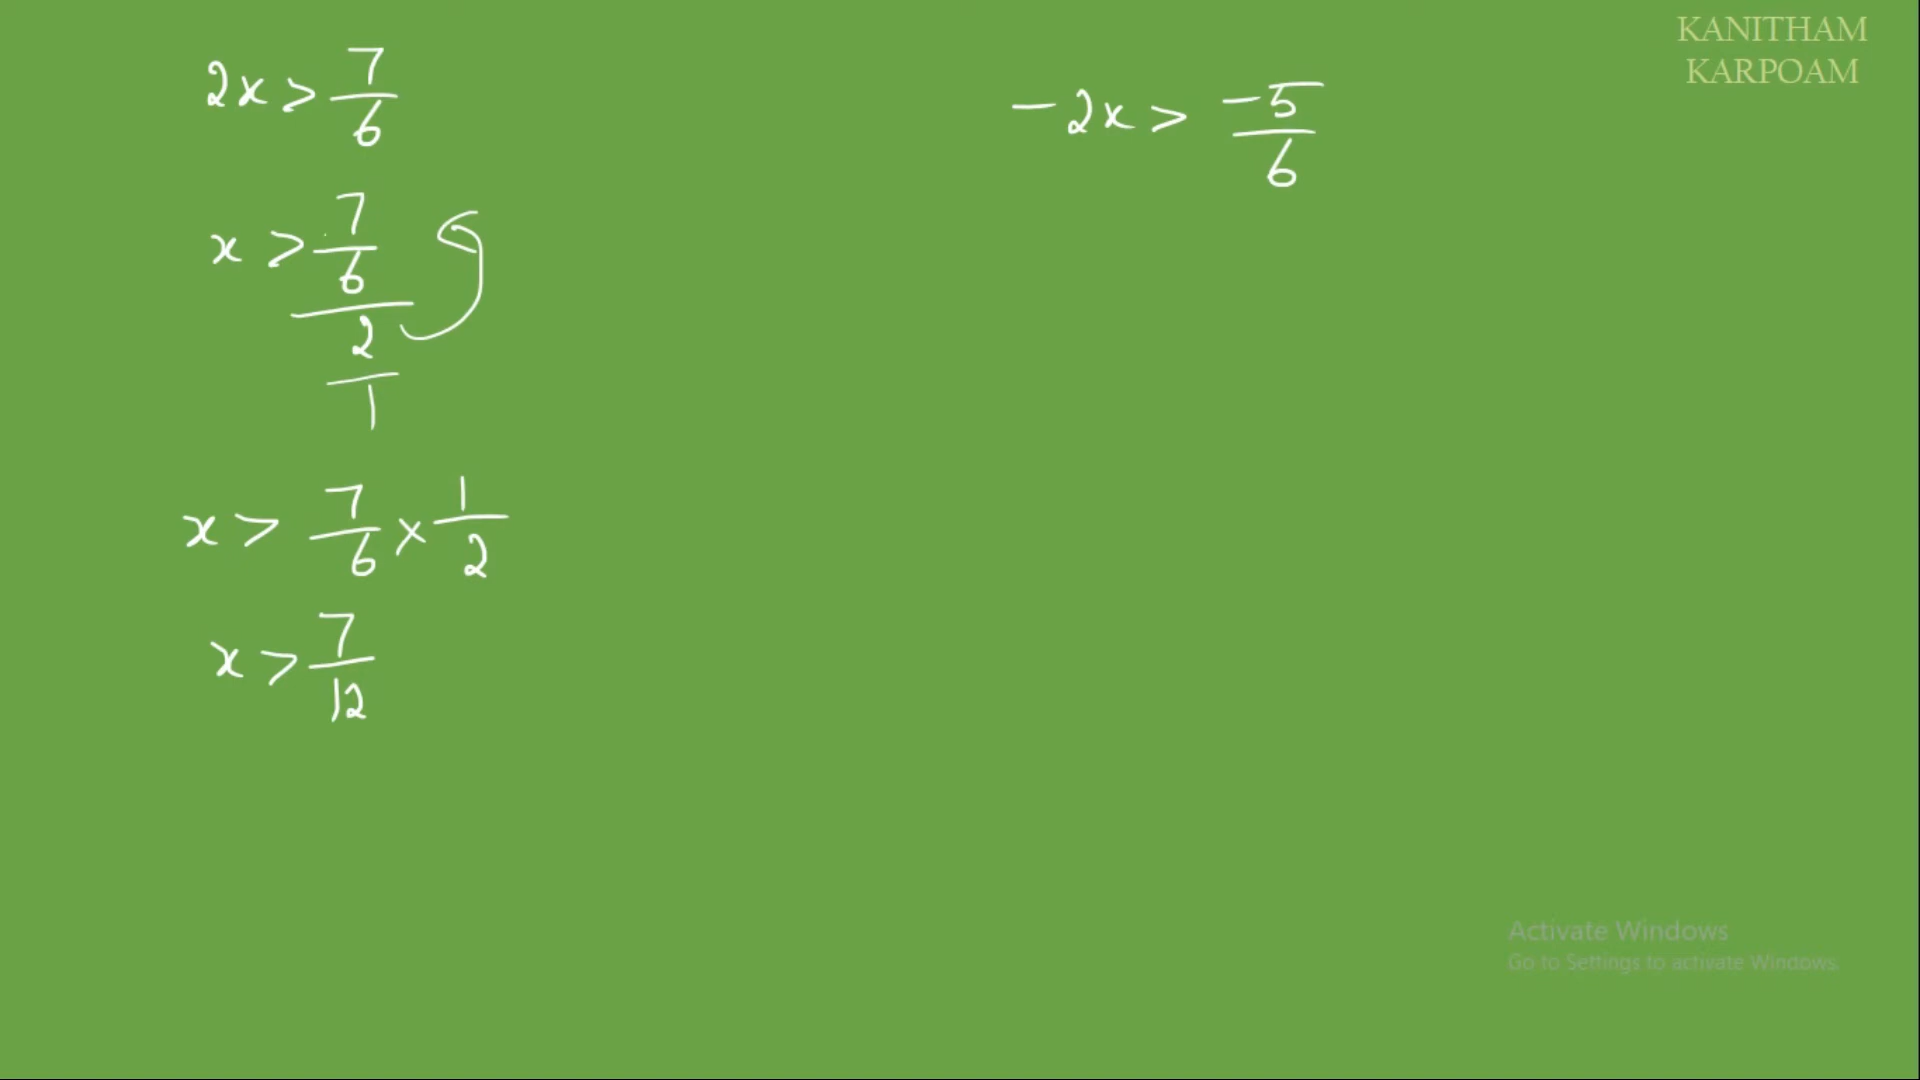 2x > 7/6
x > 7/6 / 2/1
x > 7/6 × 1/2
x > 7/12
-2x > -5/6
KANITHAM
KARPOAM
Activate Windows
Go to Settings to activate Windows.